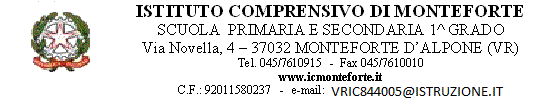 ISTITUTO COMPRENSIVO DI MONTEFORTE
SCUOLA PRIMARIA E SECONDARIA 1^ GRADO
Via Novella, 4 – 37032 MONTEFORTE D'ALPONE (VR)
Tel. 045/7610915 - Fax 045/7610010
www.icmonteforte.it
C.F.: 92011580237 - e-mail: VRIC844005@ISTRUZIONE.IT